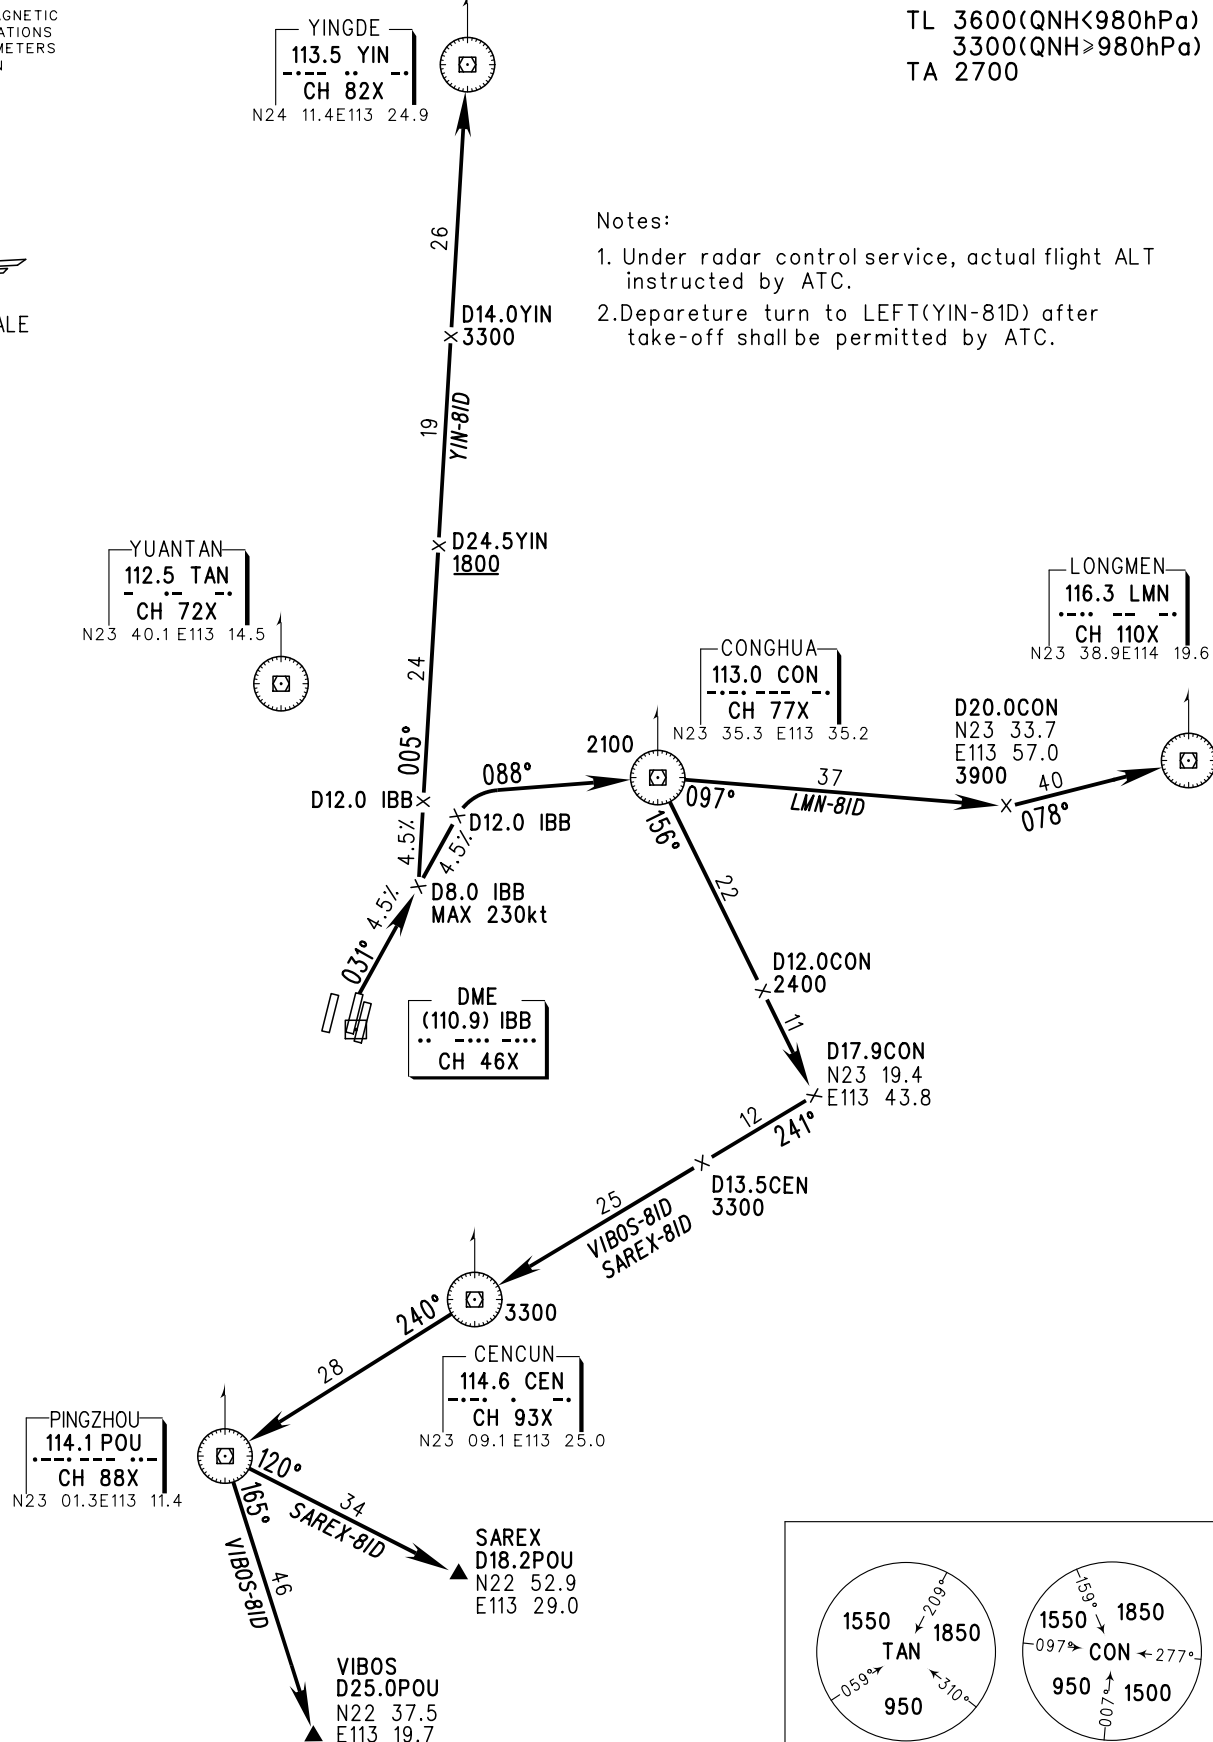 GNETIC
ATIONS
METERS
N
TL 3600(QNH<980hPa)
3300(QNH≥980hPa)
TA 2700
YINGDE
113.5 YIN
CH 82X
N24 11.4E113 24.9
26
Notes:
1. Under radar control service, actual flight ALT
instructed by ATC.
2.Depareture turn to LEFT(YIN-81D) after
take-off shall be permitted by ATC.
ALE
D14.0YIN
3300
19
YIN-8ID
D24.5YIN
1800
YUANTAN
112.5 TAN
CH 72X
N23 40.1 E113 14.5
24
005°
LONGMEN
116.3 LMN
CH 110X
N23 38.9E114 19.6
CONGHUA
113.0 CON
CH 77X
N23 35.3 E113 35.2
D20.0CON
N23 33.7
E113 57.0
3900
2100
088°
37
LMN-8ID
097°
156°
40
078°
D12.0 IBB
4.5%
D12.0 IBB
4.5%
D8.0 IBB
MAX 230kt
4.5%
031°
22
D12.0CON
2400
DME
(110.9) IBB
CH 46X
11
D17.9CON
N23 19.4
E113 43.8
12
241°
D13.5CEN
3300
25
VIBOS-8ID
SAREX-8ID
3300
240°
CENCUN
114.6 CEN
CH 93X
N23 09.1 E113 25.0
28
PINGZHOU
114.1 POU
CH 88X
N23 01.3E113 11.4
120°
165°
34
SAREX-8ID
SAREX
D18.2POU
N22 52.9
E113 29.0
46
VIBOS-8ID
VIBOS
D25.0POU
N22 37.5
E113 19.7
1550
209°
1850
TAN
059°
310°
950
159°
1550
1850
097°
CON
277°
950
007°
1500